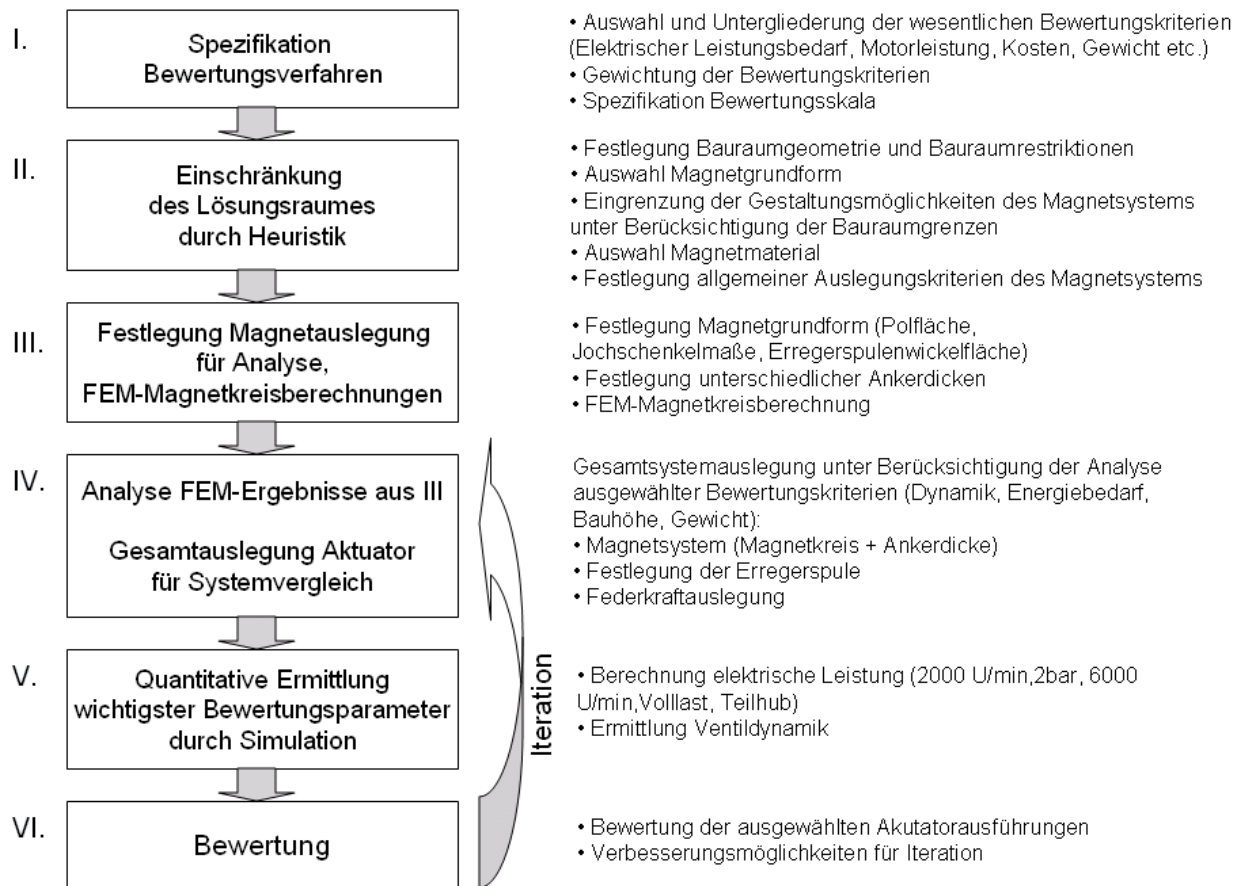 I.
Spezifikation
Bewertungsverfahren
• Auswahl und Untergliederung der wesentlichen Bewertungskriterien
(Elektrischer Leistungsbedarf, Motorleistung, Kosten, Gewicht etc.)
• Gewichtung der Bewertungskriterien
• Spezifikation Bewertungsskala
II.
Einschränkung
des Lösungsraumes
durch Heuristik
• Festlegung Bauraumgeometrie und Bauraumrestriktionen
• Auswahl Magnetgrundform
• Eingrenzung der Gestaltungsmöglichkeiten des Magnetsystems
unter Berücksichtigung der Bauraumgrenzen
• Auswahl Magnetmaterial
• Festlegung allgemeiner Auslegungskriterien des Magnetsystems
III.
Festlegung Magnetauslegung
für Analyse,
FEM-Magnetkreisberechnungen
• Festlegung Magnetgrundform (Polfläche,
Jochschenkelmaße, Erregerspulenwickelfläche)
• Festlegung unterschiedlicher Ankerdicken
• FEM-Magnetkreisberechnung
IV.
Analyse FEM-Ergebnisse aus III
Gesamtauslegung Aktuator
für Systemvergleich
Gesamtsystemauslegung unter Berücksichtigung der Analyse
ausgewählter Bewertungskriterien (Dynamik, Energiebedarf,
Bauhöhe, Gewicht):
• Magnetsystem (Magnetkreis + Ankerdicke)
• Festlegung der Erregerspule
• Federkraftauslegung
V.
Quantitative Ermittlung
wichtigster Bewertungsparameter
durch Simulation
Iteration
• Berechnung elektrische Leistung (2000 U/min,2bar, 6000
U/min,Volllast, Teilhub)
• Ermittlung Ventildynamik
VI.
Bewertung
• Bewertung der ausgewählten Akutatorausführungen
• Verbesserungsmöglichkeiten für Iteration